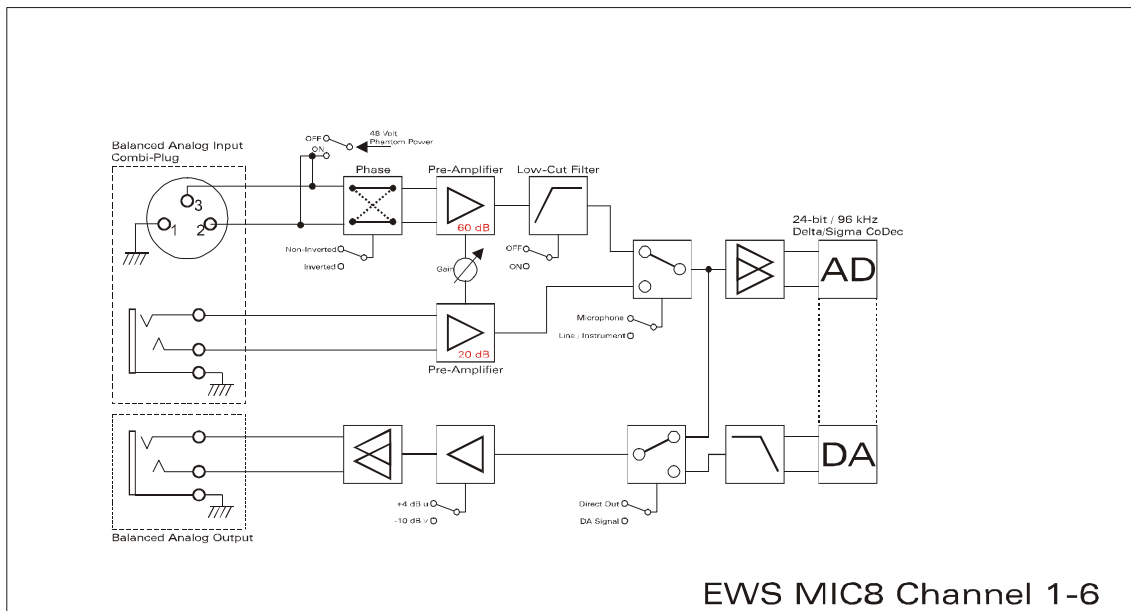 48 Volt
Phantom Power
OFF
ON
Balanced Analog Input
Combi-Plug
Phase
Pre-Amplifier
Low-Cut Filter
3
1
2
60 dB
24-bit / 96 kHz
Delta/Sigma CoDec
Non-Inverted
Inverted
Gain
OFF
ON
AD
Microphone
Line / Instrument
20 dB
Pre-Amplifier
DA
+4 dB u
-10 dB v
Direct Out
DA Signal
Balanced Analog Output
EWS MIC8 Channel 1-6